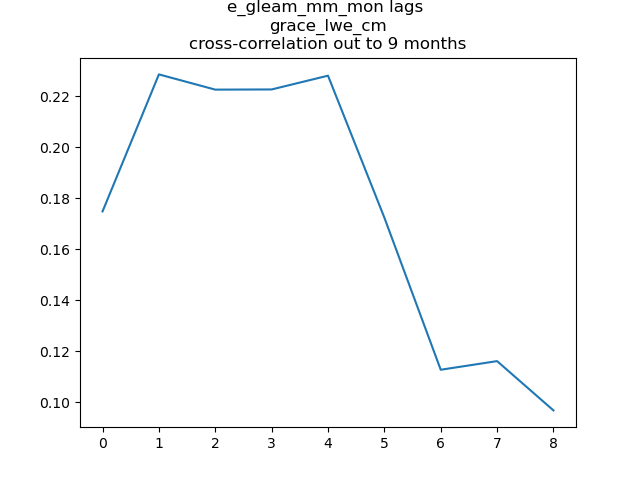 e_gleam_mm_mon lags
grace_lwe_cm
cross-correlation out to 9 months
0.22
0.20
0.18
0.16
0.14
0.12
0.10
0 1 2 3 4 5 6 7 8